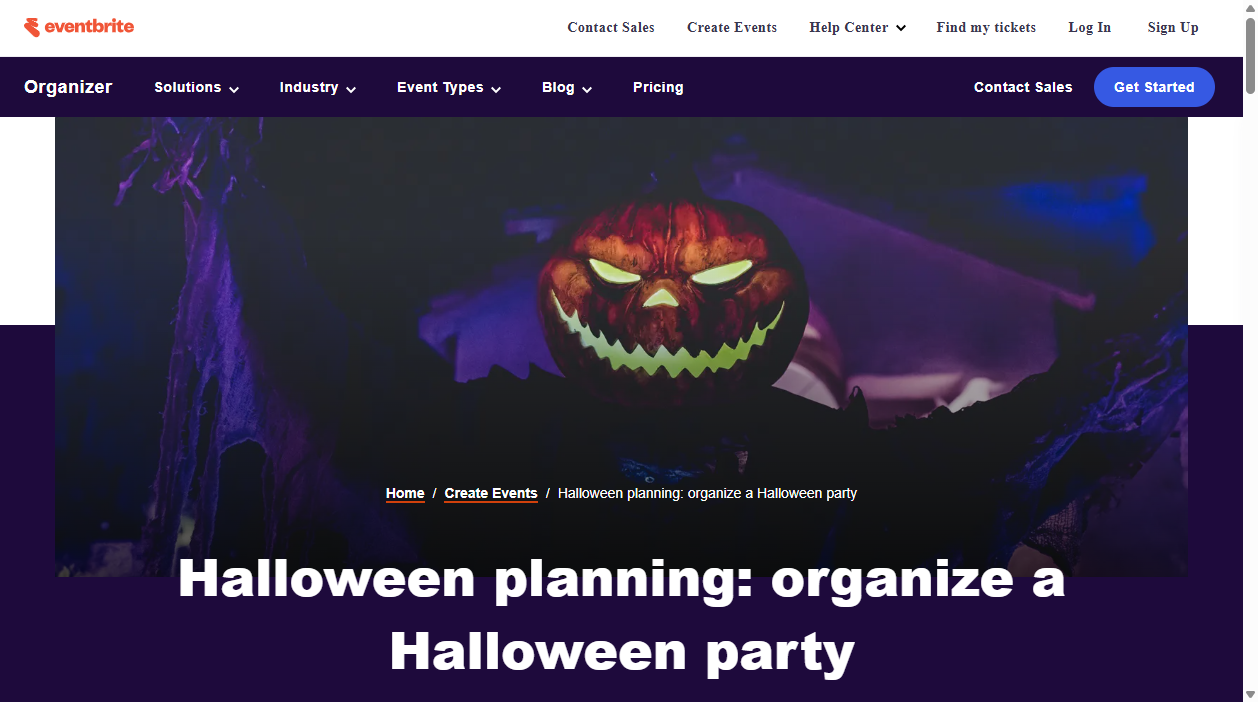 eventbrite
Contact Sales Create Events Help Center Find my tickets Log In Sign Up
Organizer Solutions Industry Event Types Blog Pricing Contact Sales Get Started
Home / Create Events / Halloween planning: organize a Halloween party
Halloween planning: organize a
Halloween party